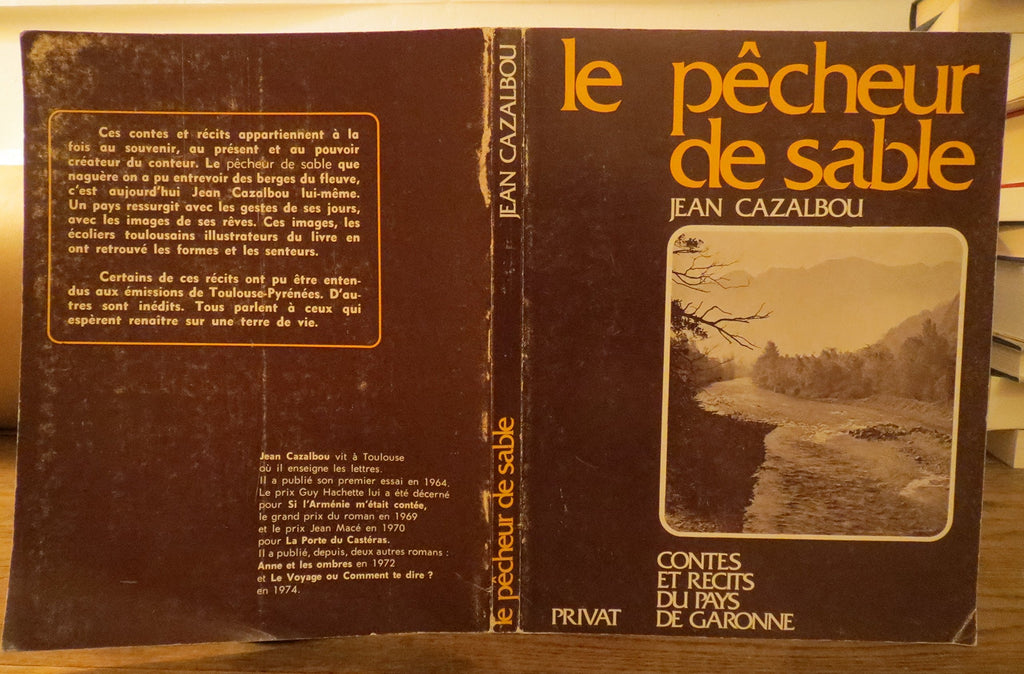 Ces contes et récits appartiennent à la
fois au souvenir, au présent et au pouvoir
créateur du conteur. Le pêcheur de sable que
naguère on a pu entrevoir des berges du fleuve,
c'est aujourd'hui Jean Cazalbou lui-même.
Un pays ressurgit avec les gestes de ses jours,
avec les images de ses rêves. Ces images, les
écoliers toulousains illustrateurs du livre en
ont retrouvé les formes et les senteurs.
Certains de ces récits ont pu être enten-
dus aux émissions de Toulouse-Pyrénées. D'au-
tres sont inédits. Tous parlent à ceux qui
espèrent renaître sur une terre de vie.
Jean Cazalbou vit à Toulouse
où il enseigne les lettres.
Il a publié son premier essai en 1964.
Le prix Guy Hachette lui a été décerné
pour Si l'Arménie m'était contée,
le grand prix du roman en 1969
et le prix Jean Macé en 1970
pour La Porte du Castéras.
Il a publié, depuis, deux autres romans :
Anne et les ombres en 1972
et Le Voyage ou Comment te dire ?
en 1974.
le pêcheur de sable JEAN CAZALBOU
le pêcheur
de sable
JEAN CAZALBOU
CONTES
ET RECITS
DU PAYS
DE GARONNE
PRIVAT